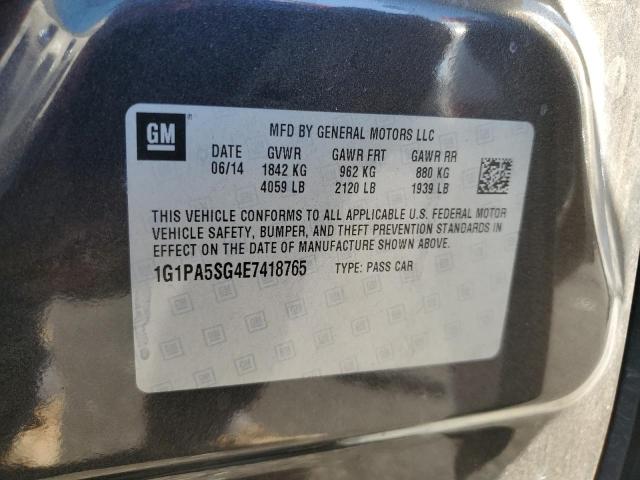 GM ®
MFD BY GENERAL MOTORS LLC
DATE GVWR GAWR FRT GAWR RR
06/14 1842 KG 962 KG 880 KG
4059 LB 2120 LB 1939 LB
THIS VEHICLE CONFORMS TO ALL APPLICABLE U.S. FEDERAL MOTOR
VEHICLE SAFETY, BUMPER, AND THEFT PREVENTION STANDARDS IN
EFFECT ON THE DATE OF MANUFACTURE SHOWN ABOVE.
1G1PA5SG4E7418765 TYPE: PASS CAR